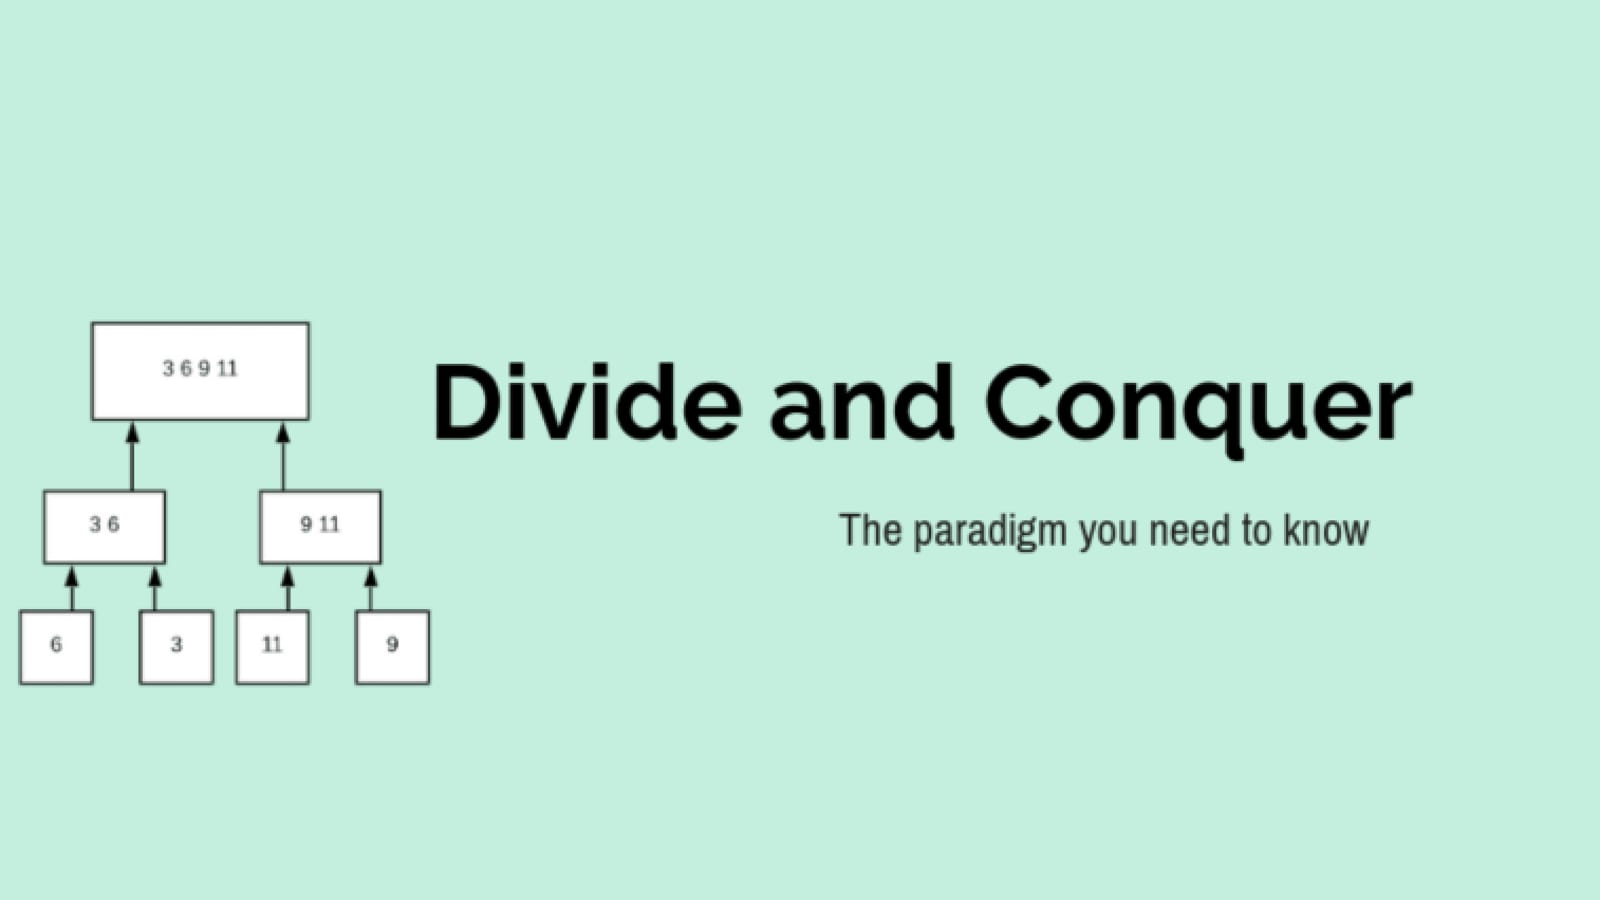 3 6 9 11
Divide and Conquer
3 6
9 11
The paradigm you need to know
6
3
11
9